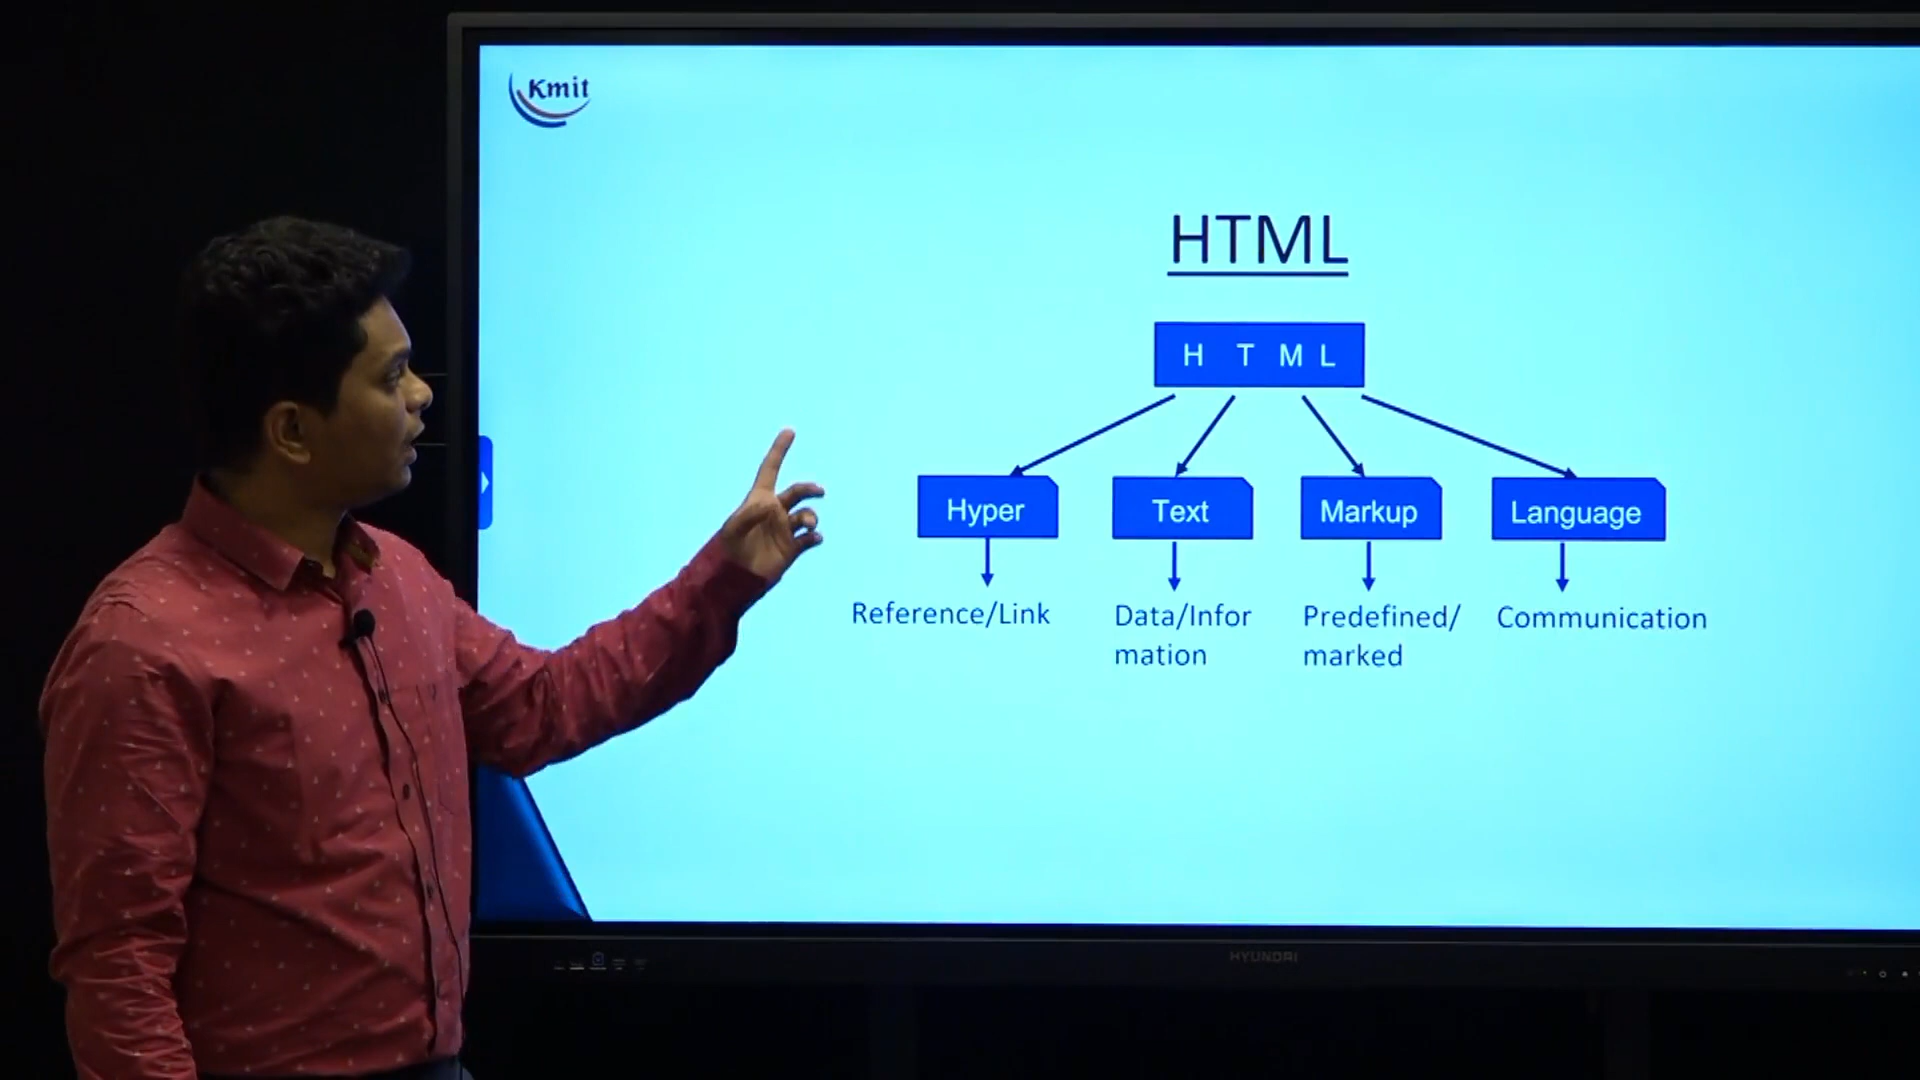 Kmit
HTML
H T M L
Hyper Text Markup Language
Reference/Link Data/Infor Predefined/ Communication
mation marked
HYUNDAI